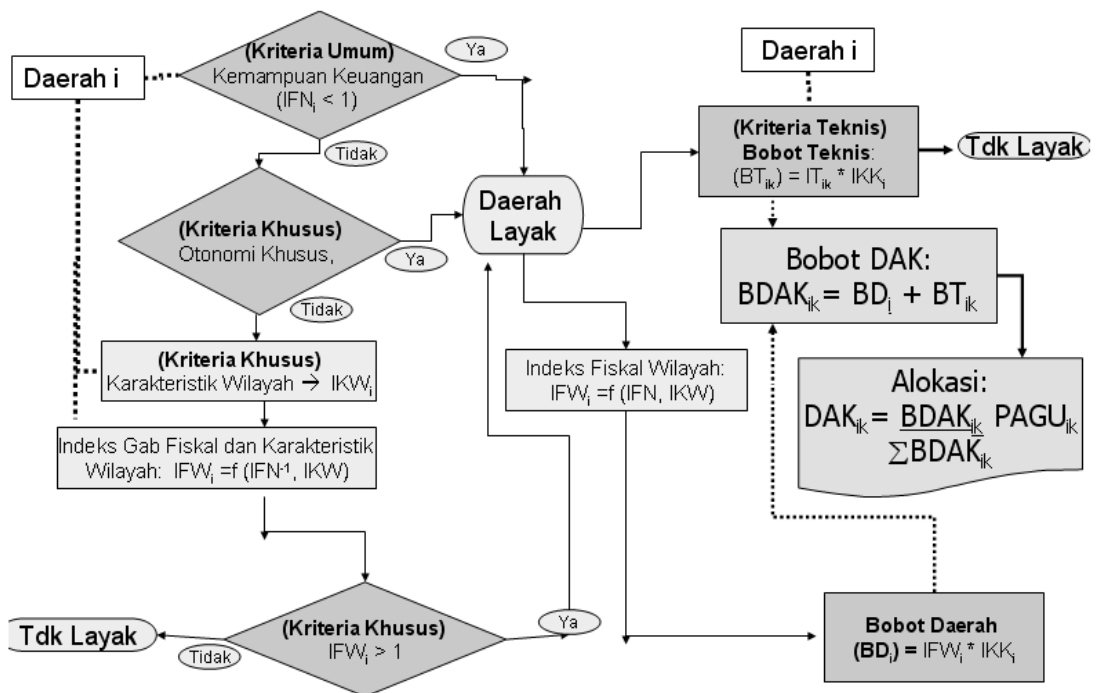 Daerah i
(Kriteria Umum)
Kemampuan Keuangan
(IFNᵢ < 1)
Ya
Tidak
(Kriteria Khusus)
Otonomi Khusus,
Ya
Tidak
(Kriteria Khusus)
Karakteristik Wilayah → IKWᵢ
Indeks Gab Fiskal dan Karakteristik
Wilayah: IFWᵢ =f (IFN⁻¹, IKW)
(Kriteria Khusus)
IFWᵢ > 1
Tidak
Tdk Layak
Ya
Daerah
Layak
Indeks Fiskal Wilayah:
IFWᵢ =f (IFN, IKW)
Daerah i
(Kriteria Teknis)
Bobot Teknis:
(BTᵢₖ) = ITᵢₖ * IKKᵢ
Tdk Layak
Bobot DAK:
BDAKᵢₖ = BDᵢ + BTᵢₖ
Alokasi:
DAKᵢₖ = BDAKᵢₖ PAGUᵢₖ
∑BDAKᵢₖ
Bobot Daerah
(BDᵢ) = IFWᵢ * IKKᵢ